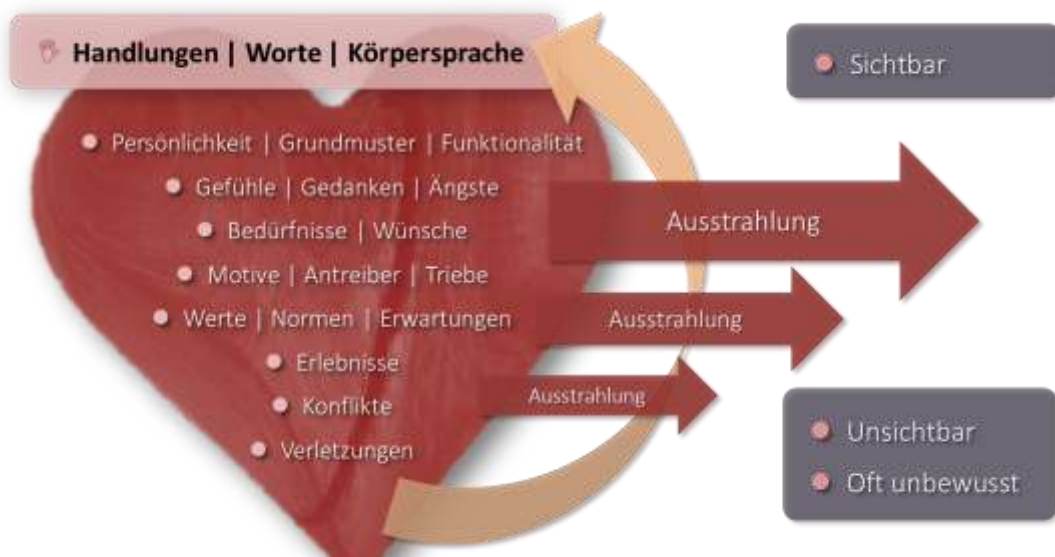 Handlungen | Worte | Körpersprache
Sichtbar
Persönlichkeit | Grundmuster | Funktionalität
Gefühle | Gedanken | Ängste
Ausstrahlung
Bedürfnisse | Wünsche
Motive | Antreiber | Triebe
Werte | Normen | Erwartungen
Ausstrahlung
Erlebnisse
Ausstrahlung
Konflikte
Verletzungen
Unsichtbar
Oft unbewusst